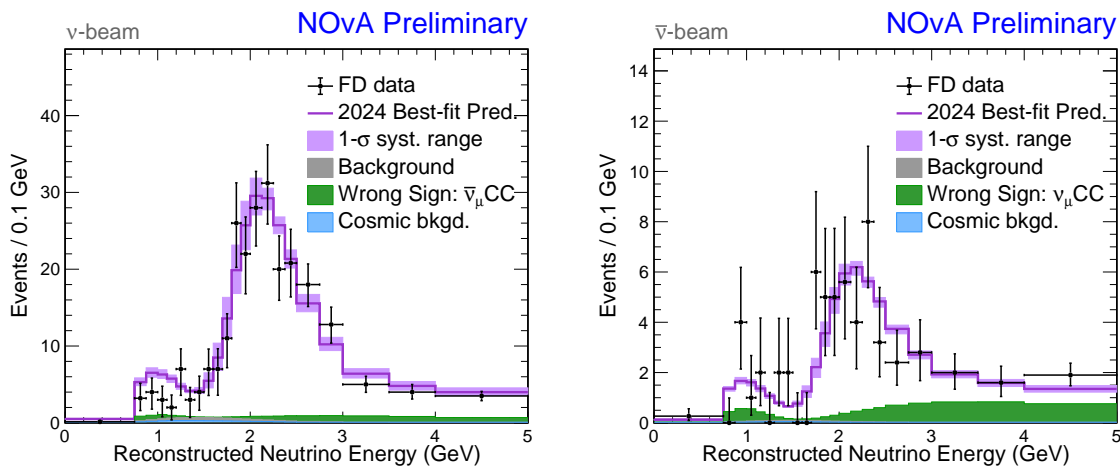 ν-beam NOνA Preliminary
Events / 0.1 GeV
40
30
20
10
0
FD data
2024 Best-fit Pred.
1-σ syst. range
Background
Wrong Sign: ν̅μCC
Cosmic bkgd.
0 1 2 3 4 5
Reconstructed Neutrino Energy (GeV)
ν̅-beam NOνA Preliminary
Events / 0.1 GeV
14
12
10
8
6
4
2
0
FD data
2024 Best-fit Pred.
1-σ syst. range
Background
Wrong Sign: νμCC
Cosmic bkgd.
0 1 2 3 4 5
Reconstructed Neutrino Energy (GeV)